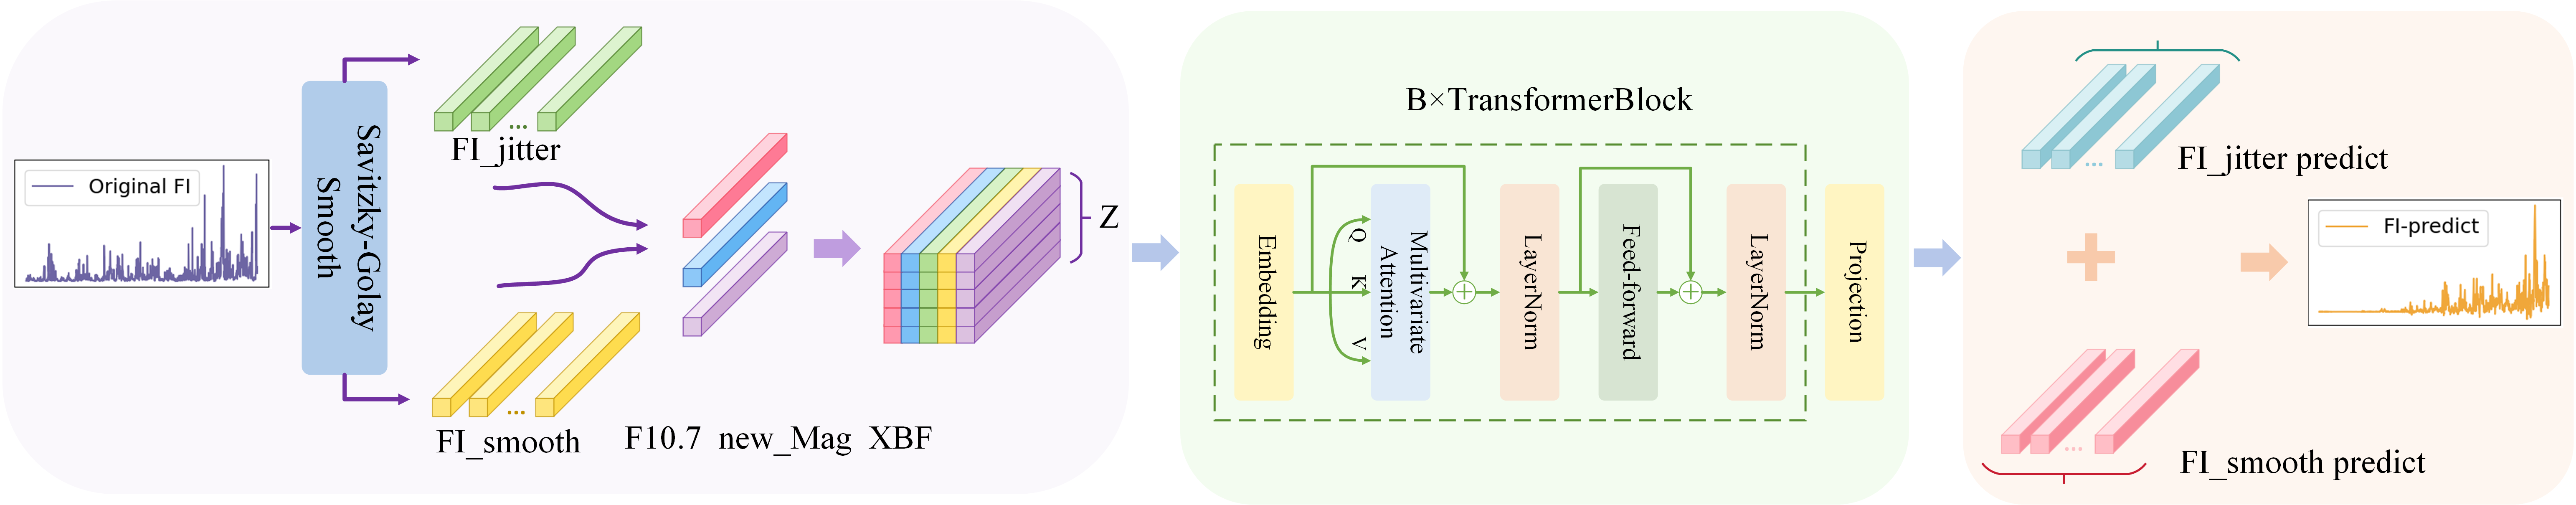 Original FI
Savitzky-Golay
Smooth
FI_jitter
...
...
FI_smooth
F10.7 new_Mag XBF
Z
B×TransformerBlock
Embedding
Q
K
V
Multivariate
Attention
LayerNorm
Feed-forward
LayerNorm
Projection
...
FI_jitter predict
FI-predict
...
FI_smooth predict